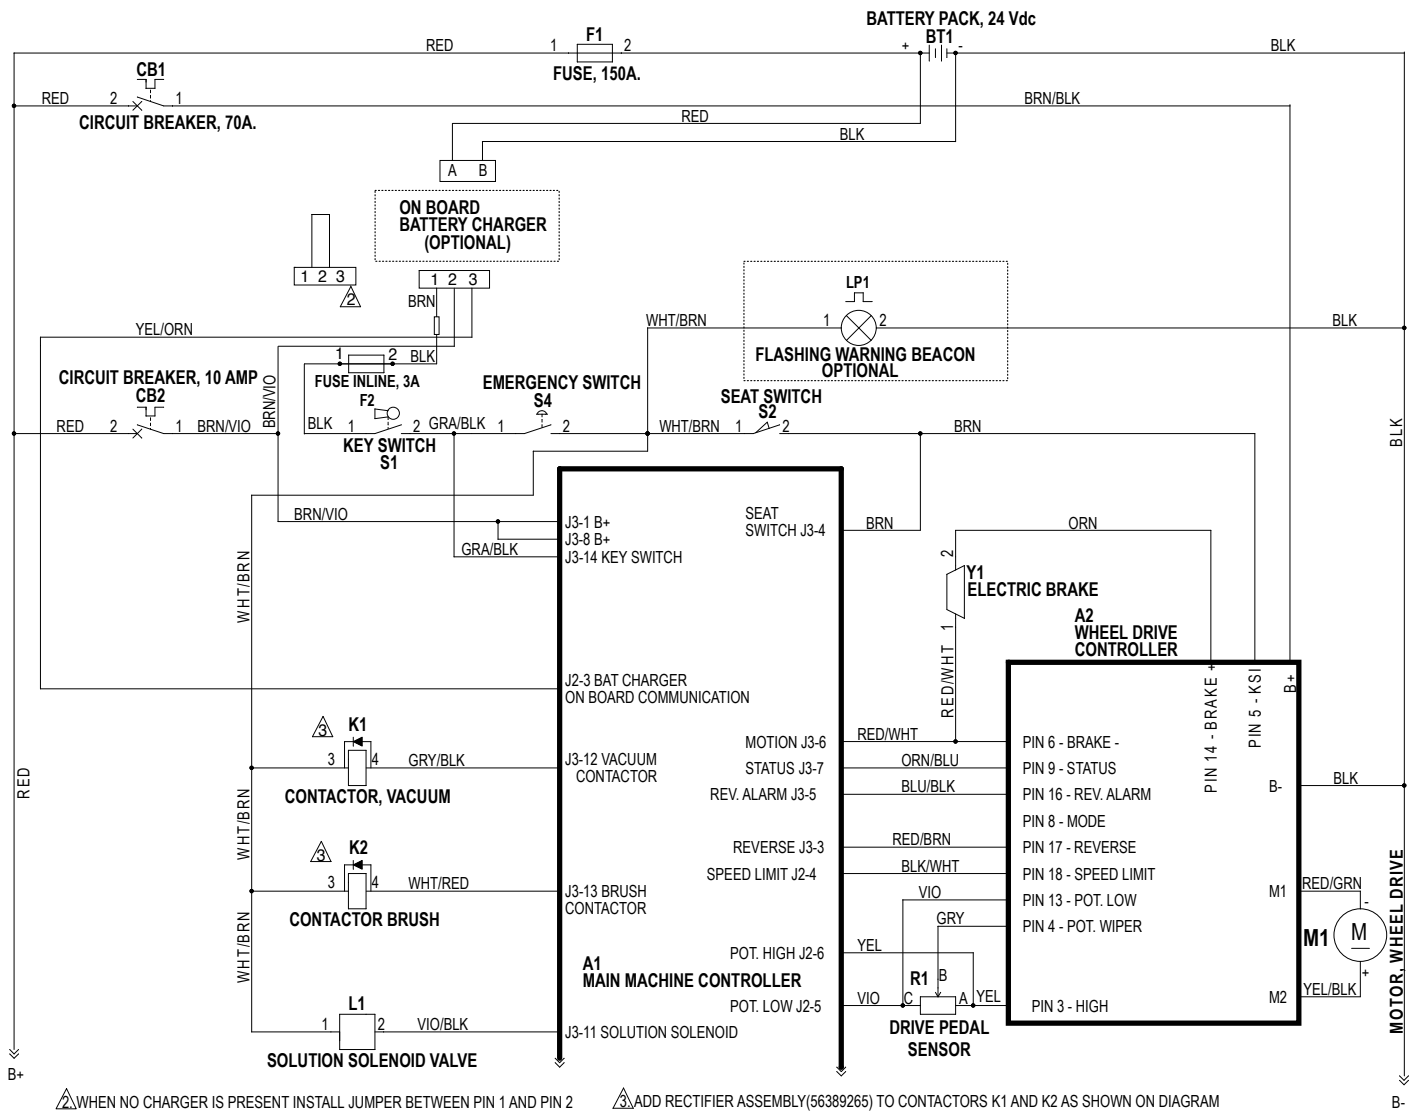 BATTERY PACK, 24 Vdc
BT1
+ -
RED
1 F1 2
FUSE, 150A.
BLK
CB1
RED 2 1
CIRCUIT BREAKER, 70A.
BRN/BLK
RED
BLK
A B
ON BOARD
BATTERY CHARGER
(OPTIONAL)
1 2 3
2
1 2 3
BRN
YEL/ORN
LP1
WHT/BRN 1 2 BLK
FLASHING WARNING BEACON
OPTIONAL
1 2 BLK
FUSE INLINE, 3A
F2
CIRCUIT BREAKER, 10 AMP
CB2
BRN/VIO
EMERGENCY SWITCH
S4
SEAT SWITCH
S2
RED 2 1 BRN/VIO
BLK 1 2 GRA/BLK 1 2
WHT/BRN 1 2 BRN
KEY SWITCH
S1
BLK
BRN/VIO
J3-1 B+
J3-8 B+
GRA/BLK
J3-14 KEY SWITCH
SEAT
SWITCH J3-4
BRN
ORN
2
Y1
ELECTRIC BRAKE
1
RED/WHT
WHT/BRN
A2
WHEEL DRIVE
CONTROLLER
PIN 14 - BRAKE +
PIN 5 - KSI
B+
J2-3 BAT CHARGER
ON BOARD COMMUNICATION
3
K1
3 4 GRY/BLK
CONTACTOR, VACUUM
J3-12 VACUUM
CONTACTOR
MOTION J3-6 RED/WHT PIN 6 - BRAKE -
STATUS J3-7 ORN/BLU PIN 9 - STATUS
REV. ALARM J3-5 BLU/BLK PIN 16 - REV. ALARM
PIN 8 - MODE
REVERSE J3-3 RED/BRN PIN 17 - REVERSE
SPEED LIMIT J2-4 BLK/WHT PIN 18 - SPEED LIMIT
VIO PIN 13 - POT. LOW
GRY PIN 4 - POT. WIPER
B- BLK
RED
WHT/BRN
3
K2
3 4 WHT/RED
CONTACTOR BRUSH
J3-13 BRUSH
CONTACTOR
M1 RED/GRN
-
M1 M
+
M2 YEL/BLK
MOTOR, WHEEL DRIVE
WHT/BRN
A1
MAIN MACHINE CONTROLLER
POT. HIGH J2-6 YEL
POT. LOW J2-5 VIO
R1 B
C A YEL
PIN 3 - HIGH
DRIVE PEDAL
SENSOR
L1
1 2 VIO/BLK
J3-11 SOLUTION SOLENOID
SOLUTION SOLENOID VALVE
B+
B-
2. WHEN NO CHARGER IS PRESENT INSTALL JUMPER BETWEEN PIN 1 AND PIN 2
3. ADD RECTIFIER ASSEMBLY(56389265) TO CONTACTORS K1 AND K2 AS SHOWN ON DIAGRAM